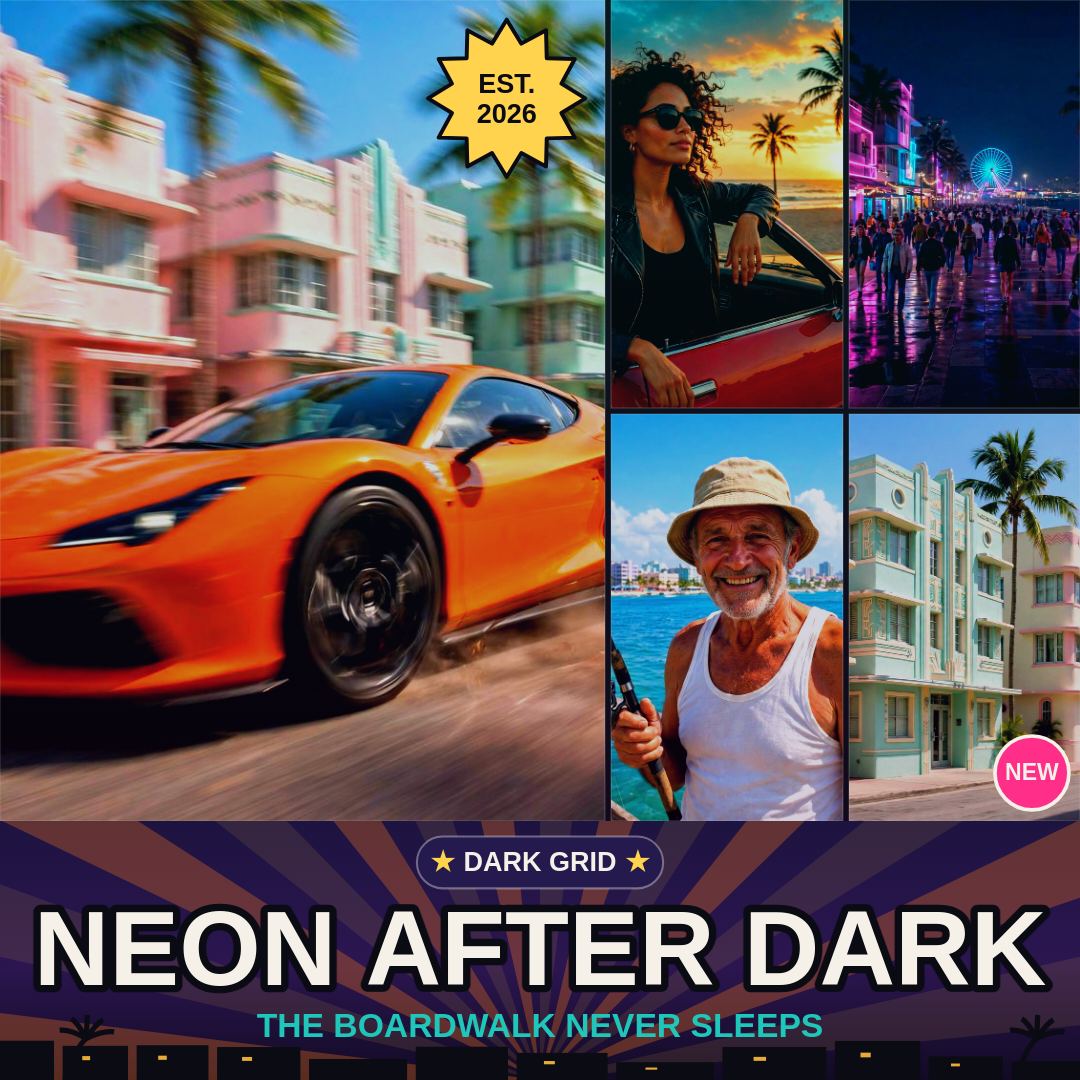 EST.
2026
NEW
★ DARK GRID ★
NEON AFTER DARK
THE BOARDWALK NEVER SLEEPS